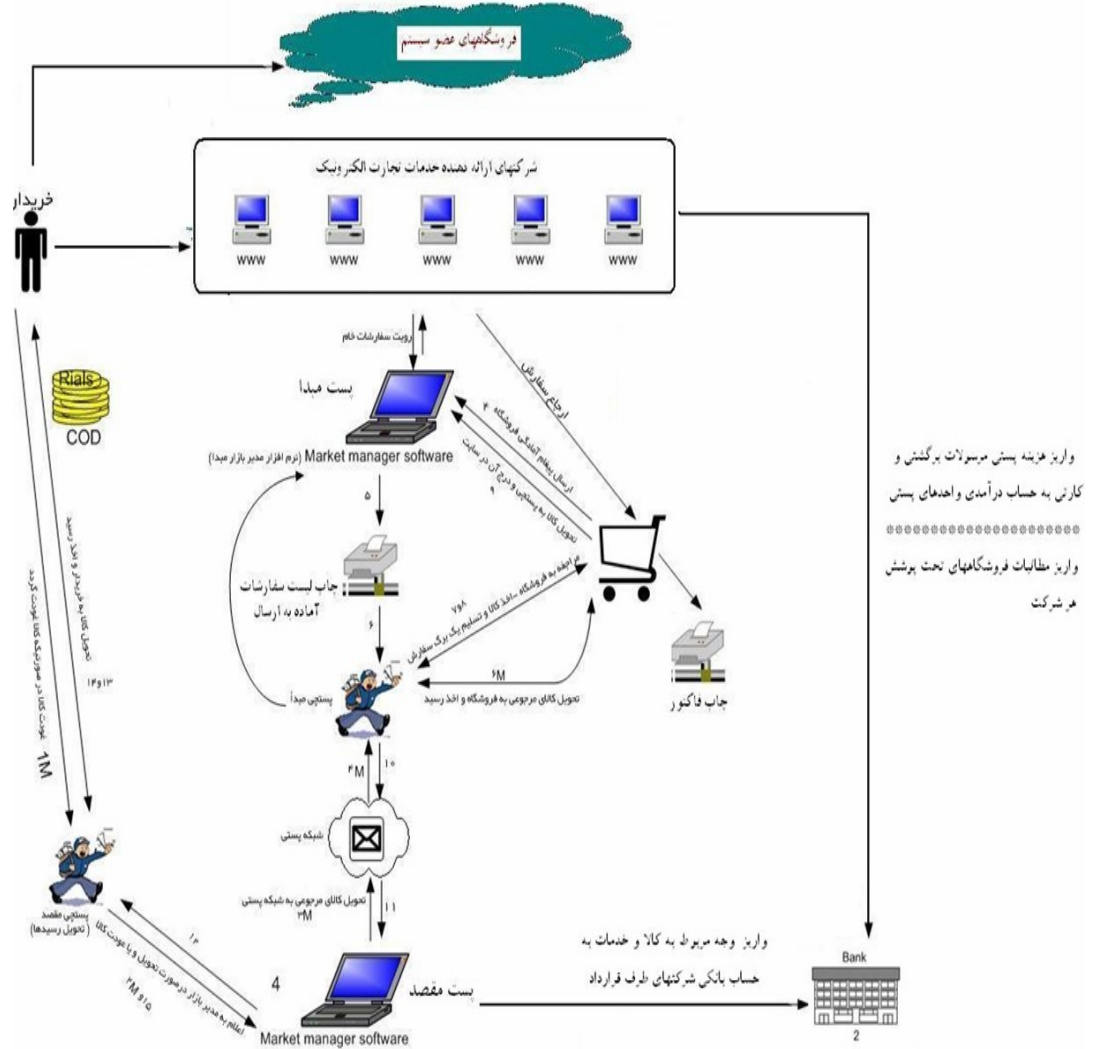 فروشگاههای عضو سیستم
شرکتهای ارائه دهنده خدمات تجارت الکترونیک
www
www
www
www
www
خریدار
رویت سفارشات خام
ارجاع سفارش
پست مبدا
Rials
COD
Market manager software (نرم افزار مدیر بازار مبدا)
ارسال پیغام آمادگی فروشگاه ۴
تحویل کالا به پستچی و درج آن در سایت
۹
۵
چاپ لیست سفارشات
آماده به ارسال
۶
۷و۸
مراجعه به فروشگاه -اخذ کالا و تسلیم یک برگ سفارش
۶M
تحویل کالای مرجوعی به فروشگاه و اخذ رسید
چاپ فاکتور
پستچی مبدأ
واریز هزینه پستی مرسولات برگشتی و
کارتی به حساب درآمدی واحدهای پستی
**********************
واریز مطالبات فروشگاههای تحت پوشش
هر شرکت
تحویل کالا به خریدار و اخذ رسید
۱۳و۱۴
عودت کالا در صورتیکه کالا عودت گردد
1M
۴M
۱۰
شبکه پستی
تحویل کالای مرجوعی به شبکه پستی
۳M
۱۱
پستچی مقصد
(تحویل رسیدها)
۱۲
اعلام به مدیر بازار در صورت تحویل و یا عودت کالا
۱۵و ۲M
4
پست مقصد
Market manager software
واریز وجه مربوط به کالا و خدمات به
حساب بانکی شرکتهای طرف قرارداد
Bank
2